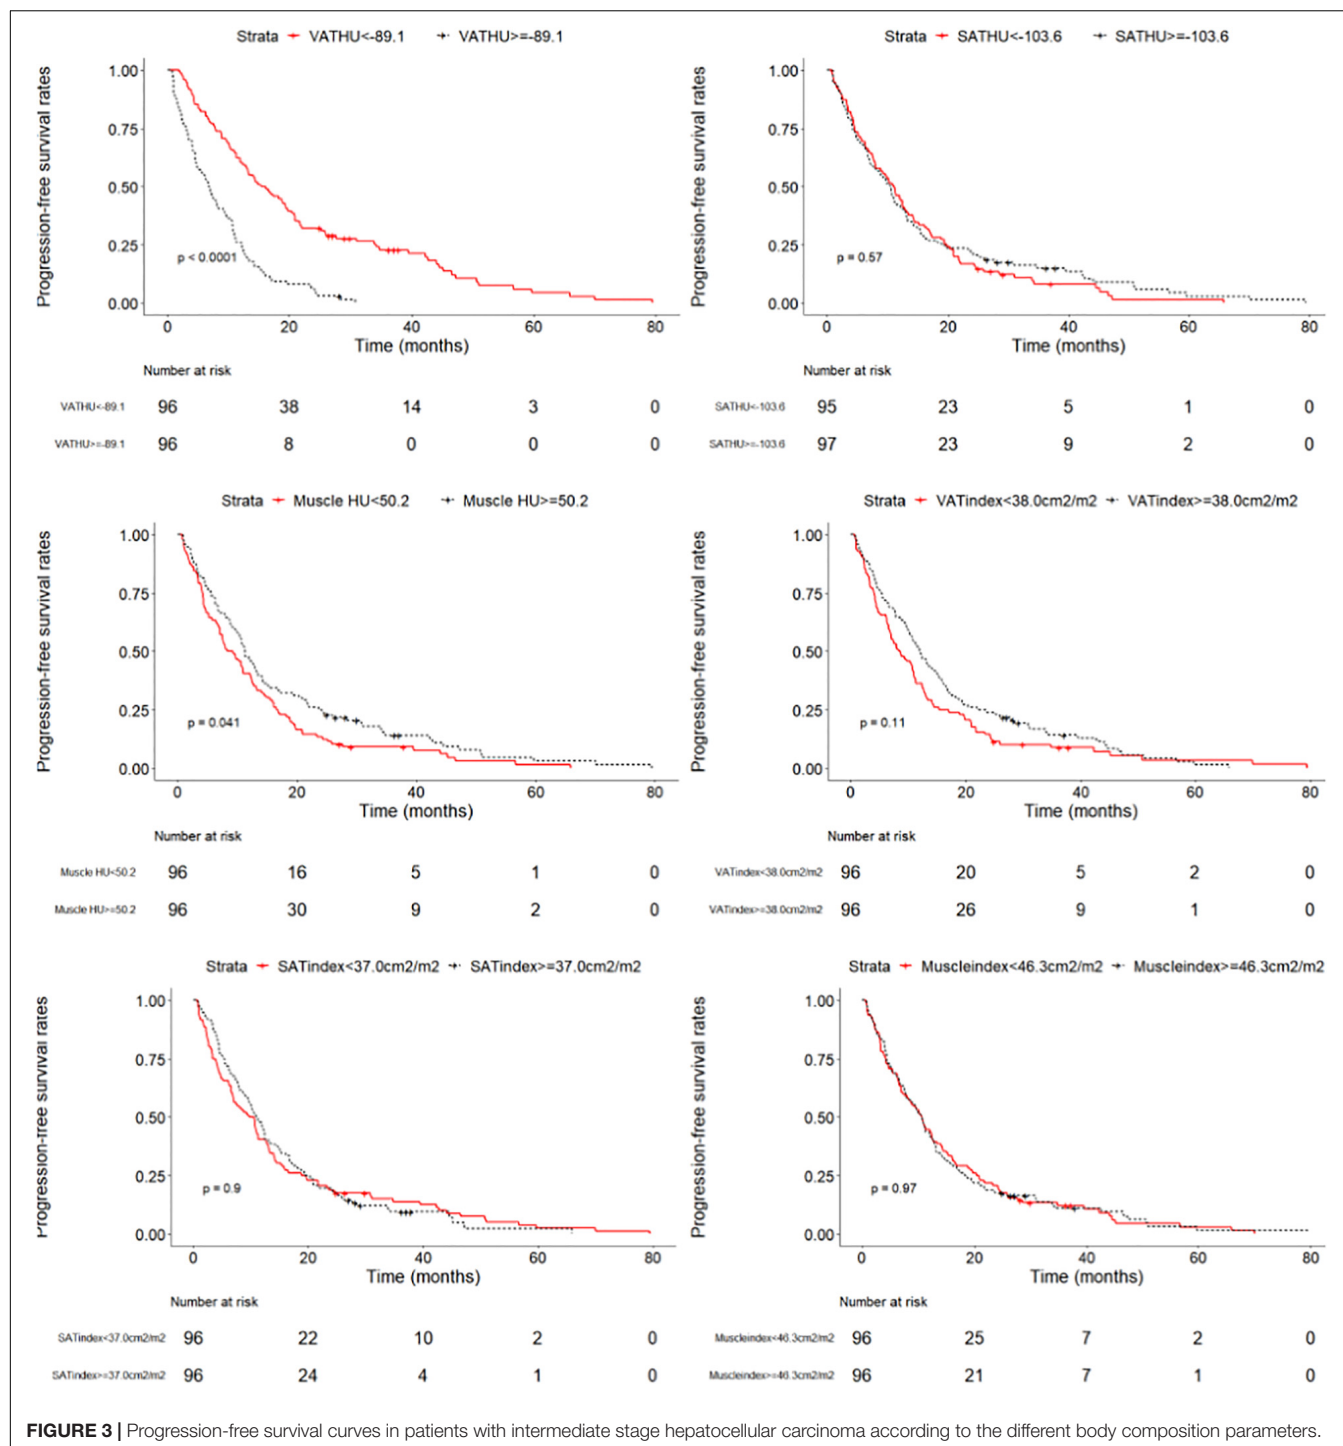 Strata VATHU<-89.1 VATHU>=-89.1
Progression-free survival rates
1.00
0.75
0.50
0.25
0.00
p < 0.0001
0 20 40 60 80
Time (months)
Number at risk
VATHU<-89.1 96 38 14 3 0
VATHU>=-89.1 96 8 0 0 0
Strata SATHU<-103.6 SATHU>=-103.6
Progression-free survival rates
1.00
0.75
0.50
0.25
0.00
p = 0.57
0 20 40 60 80
Time (months)
Number at risk
SATHU<-103.6 95 23 5 1 0
SATHU>=-103.6 97 23 9 2 0
Strata Muscle HU<50.2 Muscle HU>=50.2
Progression-free survival rates
1.00
0.75
0.50
0.25
0.00
p = 0.041
0 20 40 60 80
Time (months)
Number at risk
Muscle HU<50.2 96 16 5 1 0
Muscle HU>=50.2 96 30 9 2 0
Strata VATindex<38.0cm2/m2 VATindex>=38.0cm2/m2
Progression-free survival rates
1.00
0.75
0.50
0.25
0.00
p = 0.11
0 20 40 60 80
Time (months)
Number at risk
VATindex<38.0cm2/m2 96 20 5 2 0
VATindex>=38.0cm2/m2 96 26 9 1 0
Strata SATindex<37.0cm2/m2 SATindex>=37.0cm2/m2
Progression-free survival rates
1.00
0.75
0.50
0.25
0.00
p = 0.9
0 20 40 60 80
Time (months)
Number at risk
SATindex<37.0cm2/m2 96 22 10 2 0
SATindex>=37.0cm2/m2 96 24 4 1 0
Strata Muscleindex<46.3cm2/m2 Muscleindex>=46.3cm2/m2
Progression-free survival rates
1.00
0.75
0.50
0.25
0.00
p = 0.97
0 20 40 60 80
Time (months)
Number at risk
Muscleindex<46.3cm2/m2 96 25 7 2 0
Muscleindex>=46.3cm2/m2 96 21 7 1 0
FIGURE 3 | Progression-free survival curves in patients with intermediate stage hepatocellular carcinoma according to the different body composition parameters.